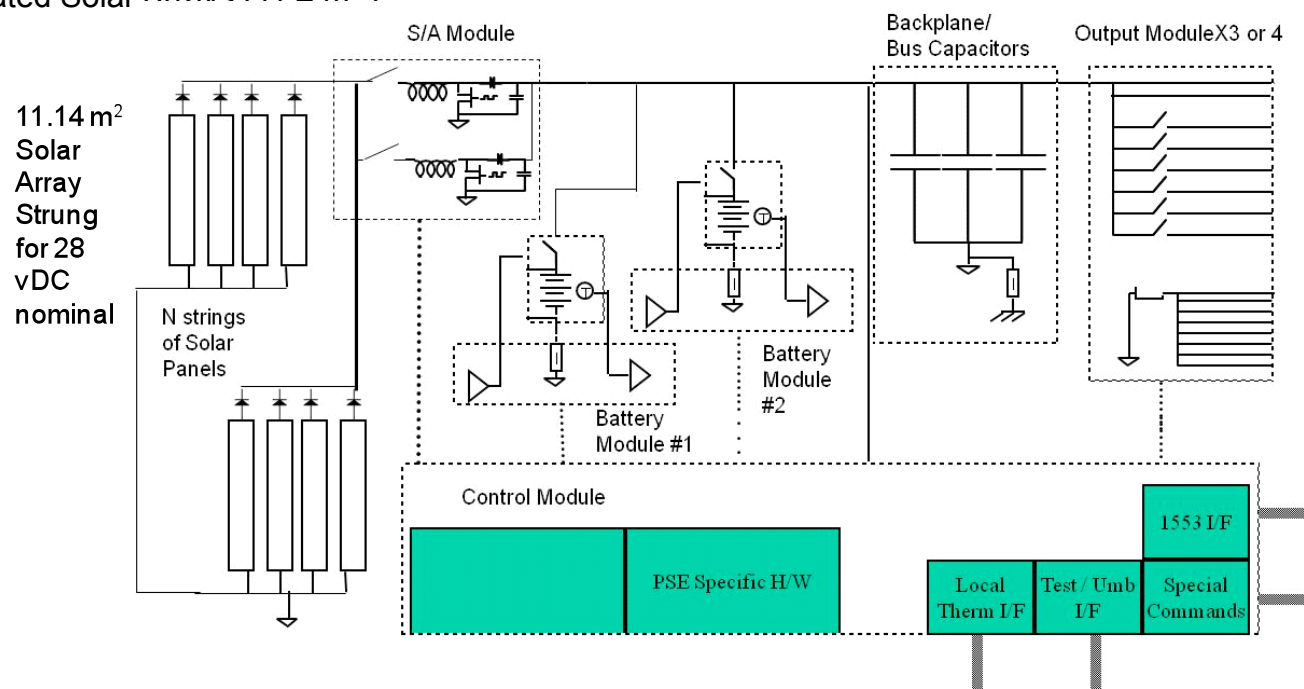 ated Solar
S/A Module
Backplane/
Bus Capacitors
Output ModuleX3 or 4
11.14 m²
Solar
Array
Strung
for 28
vDC
nominal
N strings
of Solar
Panels
T
T
Battery
Module
#2
Battery
Module #1
Control Module
1553 I/F
PSE Specific H/W
Local
Therm I/F
Test / Umb
I/F
Special
Commands